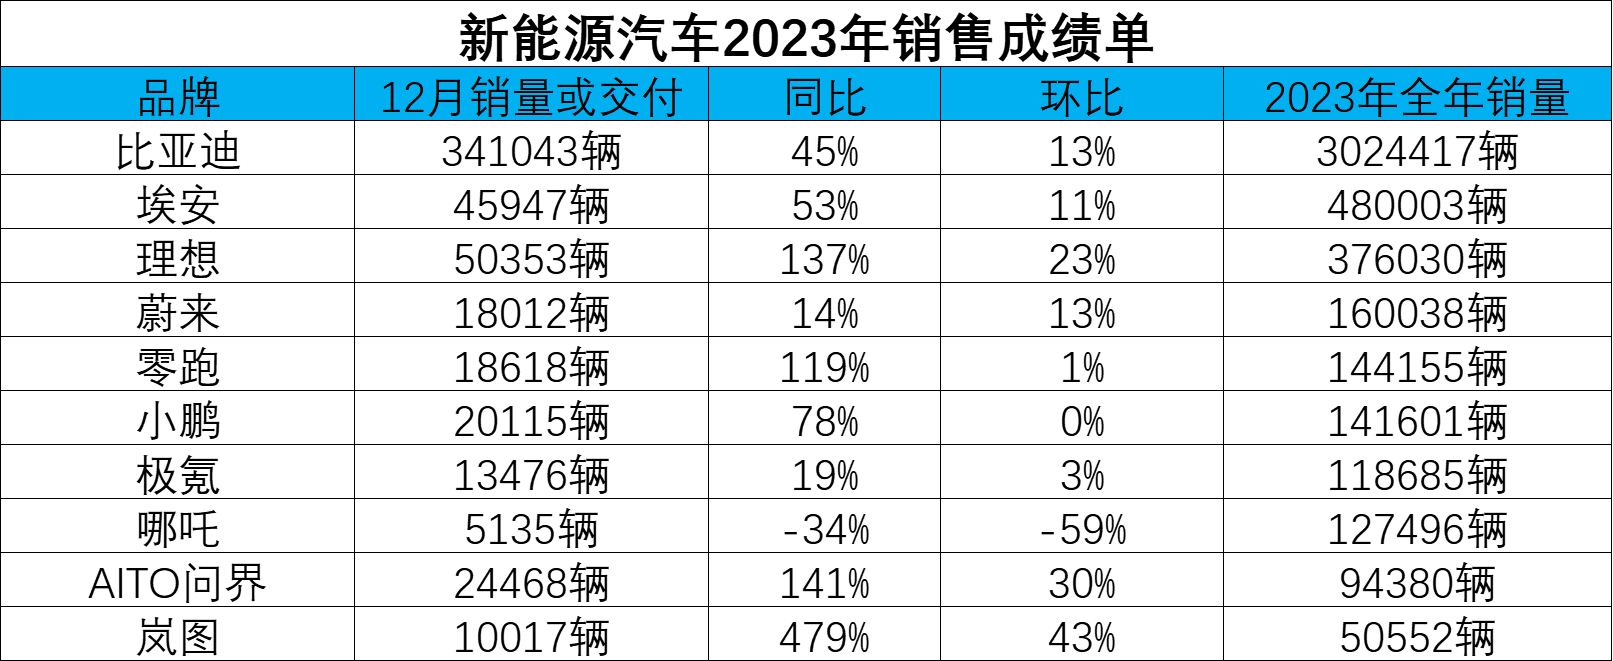 新能源汽车2023年销售成绩单
品牌 12月销量或交付 同比 环比 2023年全年销量
比亚迪 341043辆 45% 13% 3024417辆
埃安 45947辆 53% 11% 480003辆
理想 50353辆 137% 23% 376030辆
蔚来 18012辆 14% 13% 160038辆
零跑 18618辆 119% 1% 144155辆
小鹏 20115辆 78% 0% 141601辆
极氪 13476辆 19% 3% 118685辆
哪吒 5135辆 -34% -59% 127496辆
AITO问界 24468辆 141% 30% 94380辆
岚图 10017辆 479% 43% 50552辆